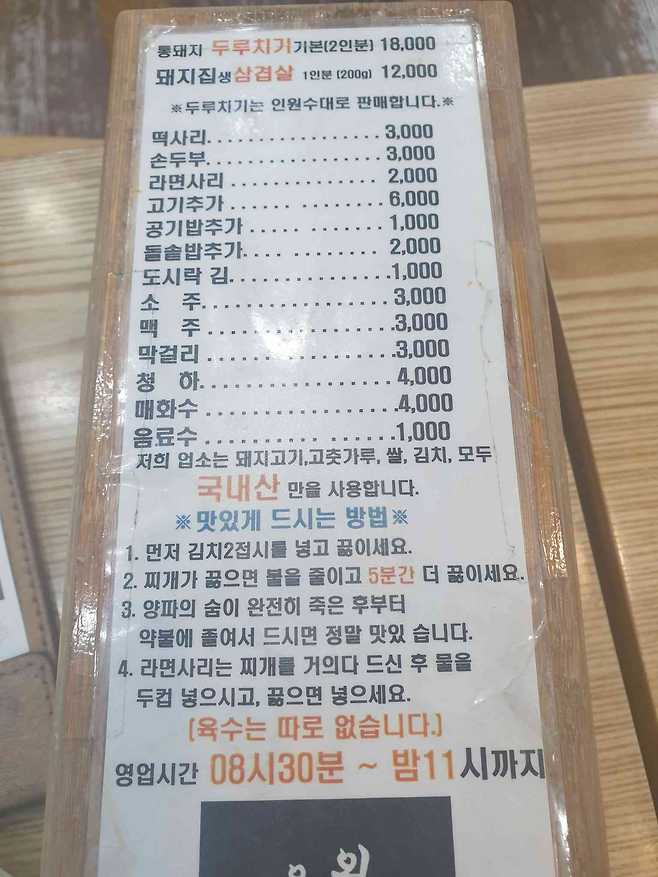 통돼지 두루치기기본(2인분) 18,000
돼지집생삼겹살 1인분 (200g) 12,000
※두루치기는 인원수대로 판매합니다.※
떡사리................3,000
손두부................3,000
라면사리..............2,000
고기추가..............6,000
공기밥추가............1,000
돌솥밥추가............2,000
도시락 김..............1,000
소 주................3,000
맥 주................3,000
막걸리................3,000
청 하................4,000
매화수................4,000
음료수................1,000
저희 업소는 돼지고기,고춧가루, 쌀, 김치, 모두
국내산 만을 사용합니다.
※맛있게 드시는 방법※
1. 먼저 김치2접시를 넣고 끓이세요.
2. 찌개가 끓으면 불을 줄이고 5분간 더 끓이세요.
3. 양파의 숨이 완전히 죽은 후부터
약불에 졸여서 드시면 정말 맛있 습니다.
4. 라면사리는 찌개를 거의다 드신 후 물을
두컵 넣으시고, 끓으면 넣으세요.
[육수는 따로 없습니다.]
영업시간 08시30분 ~ 밤11시까지